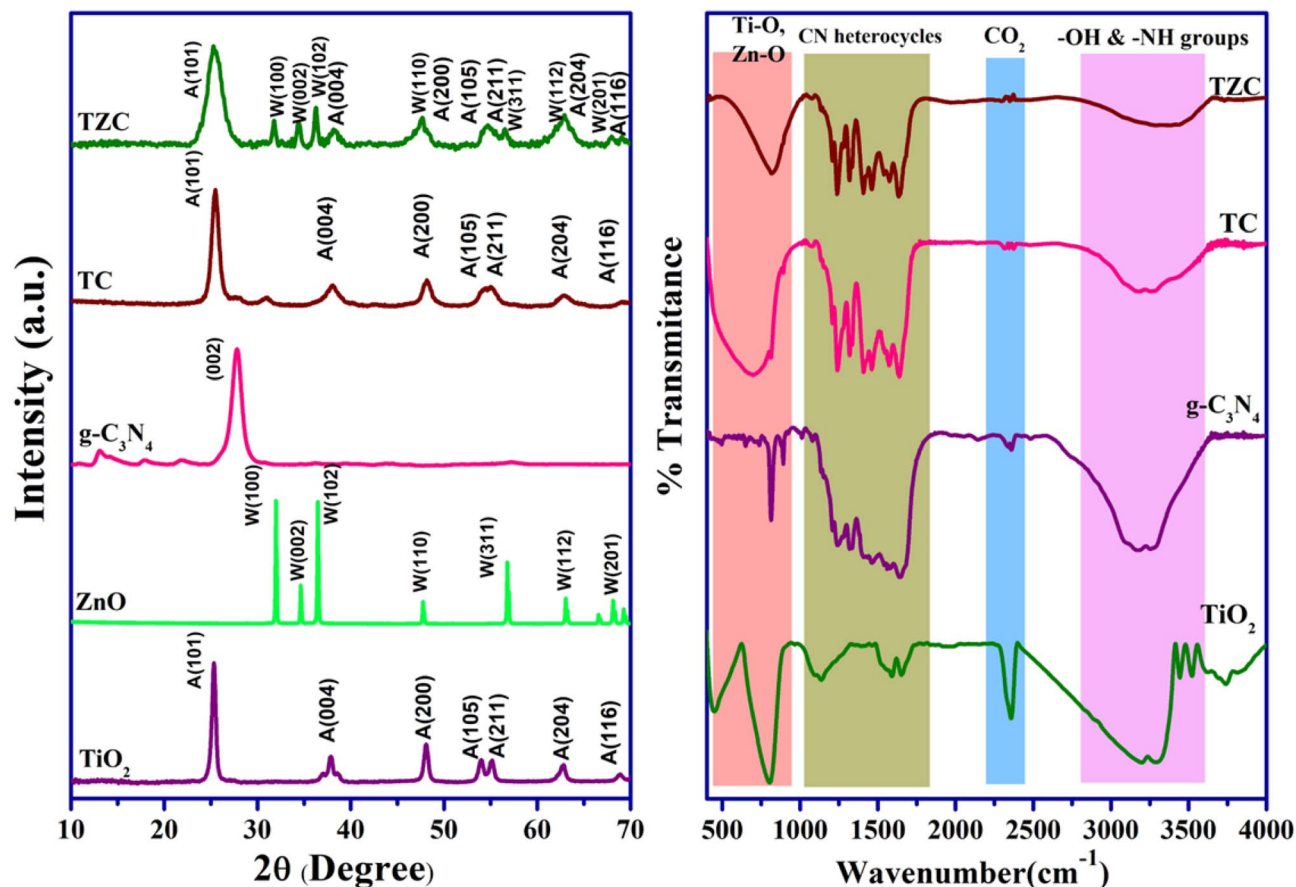 Intensity (a.u.)
TZC
A(101)
W(100)
W(002)
W(102)
A(004)
W(110)
A(200)
A(105)
A(211)
W(311)
W(112)
A(204)
W(201)
A(116)
TC
A(101)
A(004)
A(200)
A(105)
A(211)
A(204)
A(116)
g-C₃N₄
(002)
ZnO
W(100)
W(002)
W(102)
W(110)
W(311)
W(112)
W(201)
TiO₂
A(101)
A(004)
A(200)
A(105)
A(211)
A(204)
A(116)
10 20 30 40 50 60 70
2θ (Degree)
% Transmitance
Ti-O,
Zn-O
CN heterocycles
CO₂
-OH & -NH groups
TZC
TC
g-C₃N₄
TiO₂
500 1000 1500 2000 2500 3000 3500 4000
Wavenumber(cm⁻¹)